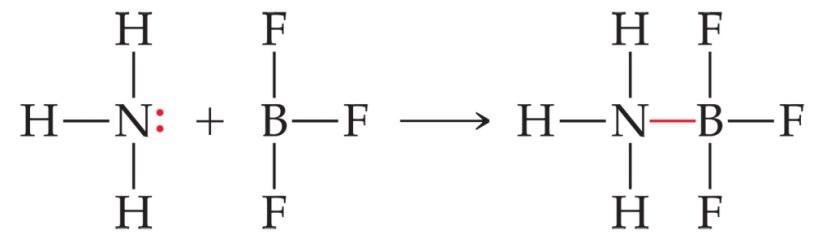 H F H F
H—N: + B—F ⟶ H—N—B—F
H F H F